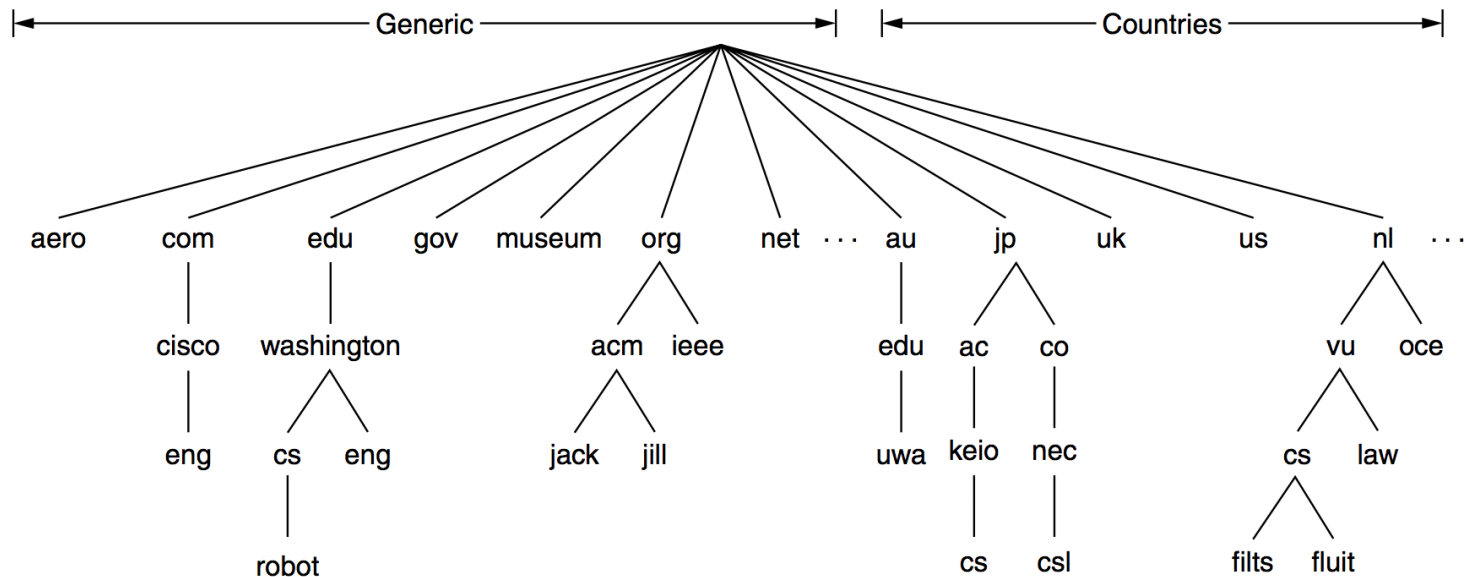 Generic Countries
aero com edu gov museum org net ... au jp uk us nl ...
cisco washington acm ieee edu ac co vu oce
eng cs eng jack jill uwa keio nec cs law
robot cs csl filts fluit